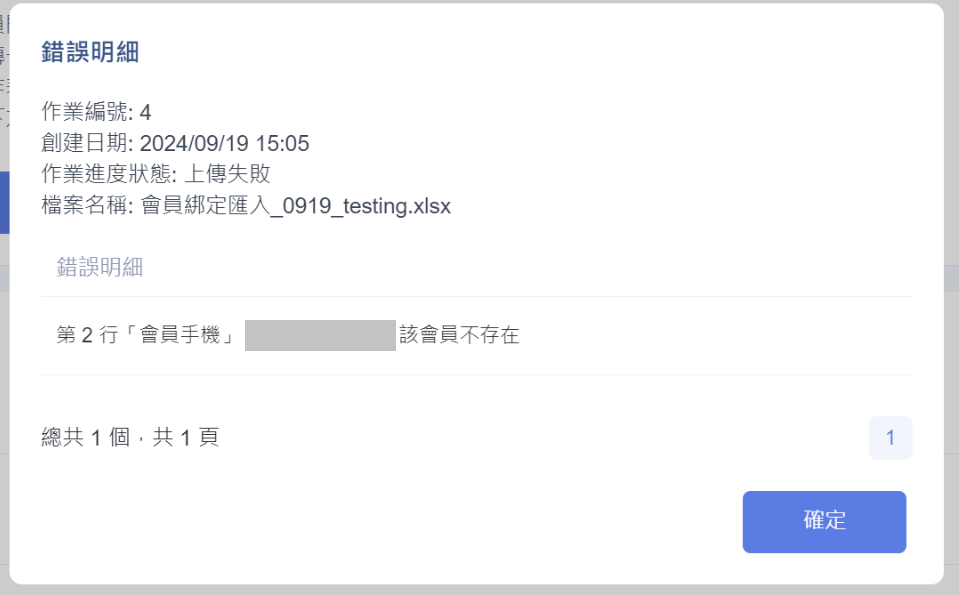 錯誤明細
作業編號: 4
創建日期: 2024/09/19 15:05
作業進度狀態: 上傳失敗
檔案名稱: 會員綁定匯入_0919_testing.xlsx
錯誤明細
第 2 行「會員手機」 該會員不存在
總共 1 個，共 1 頁
1
確定